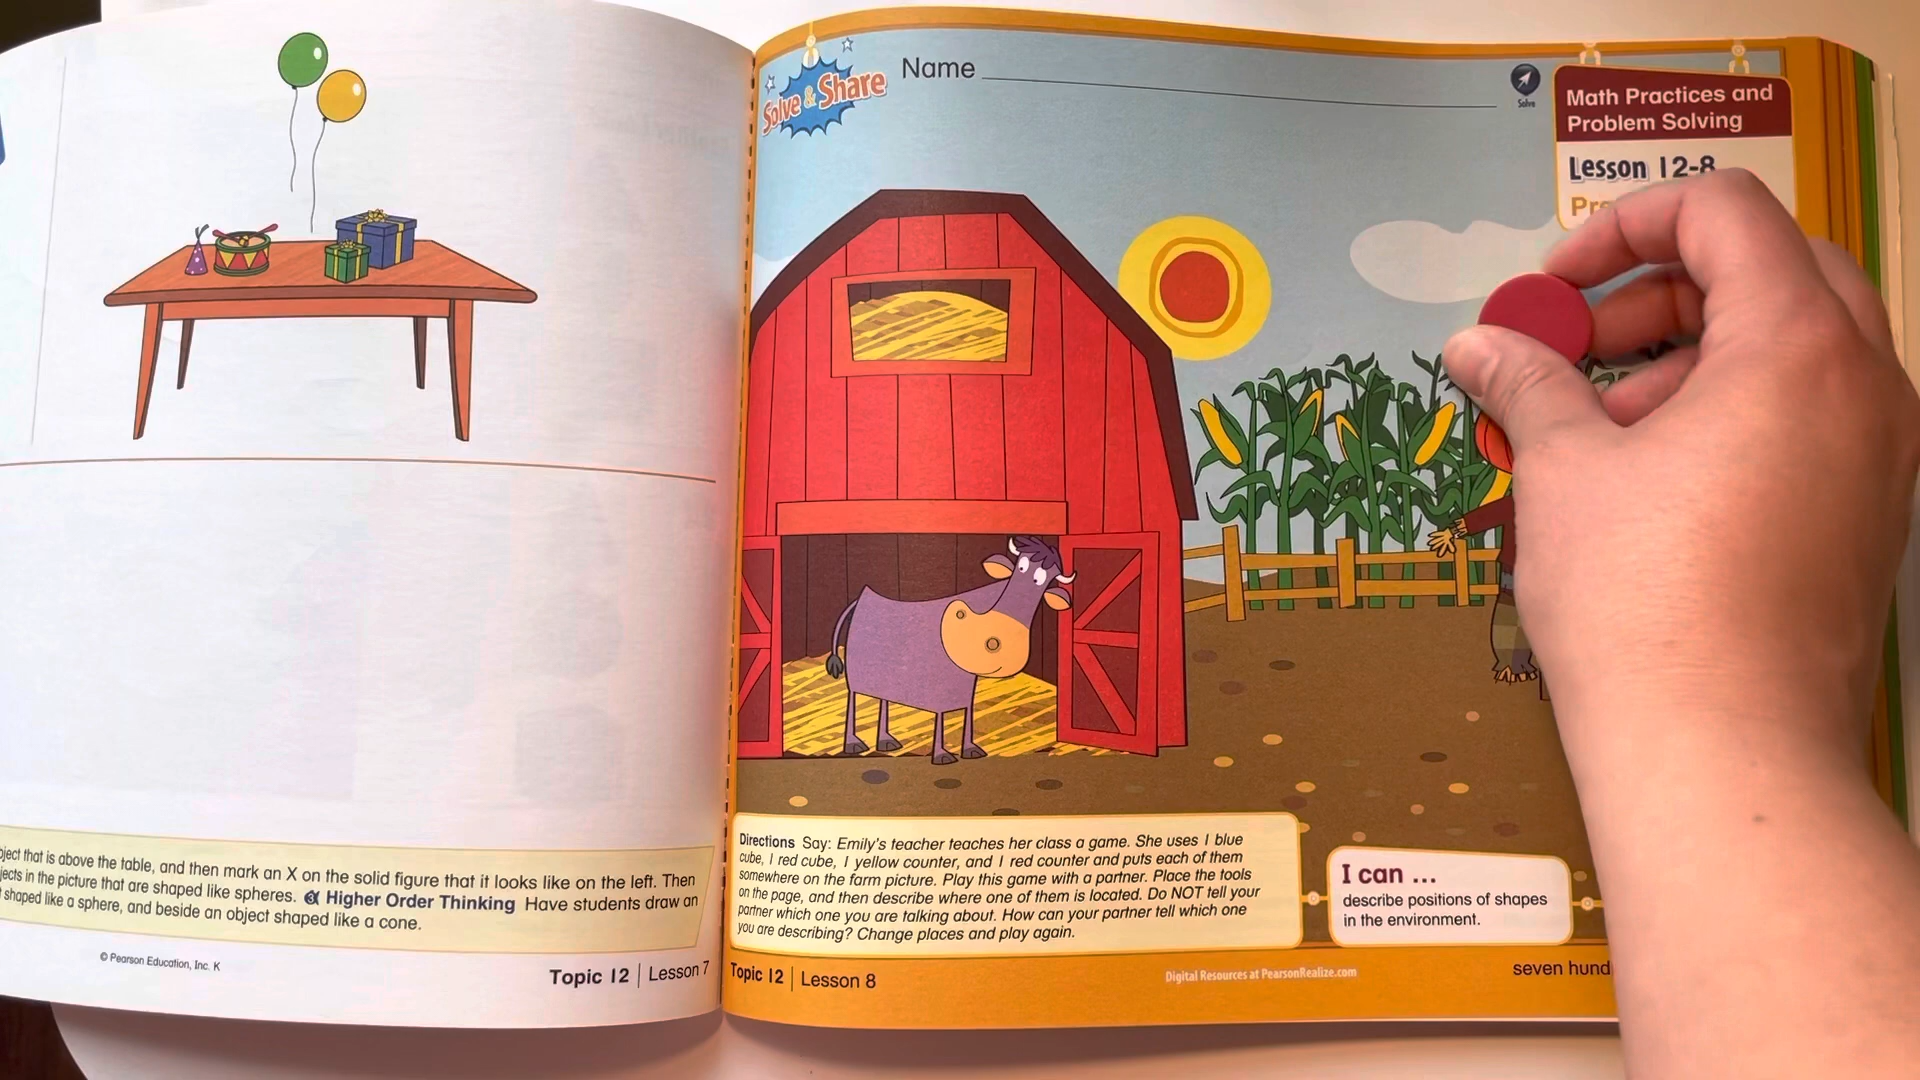 bject that is above the table, and then mark an X on the solid figure that it looks like on the left. Then
jects in the picture that are shaped like spheres. Higher Order Thinking Have students draw an
shaped like a sphere, and beside an object shaped like a cone.
© Pearson Education, Inc. K
Topic 12 | Lesson 7
Solve & Share
Name
Solve
Math Practices and
Problem Solving
Lesson 12-8
Directions Say: Emily's teacher teaches her class a game. She uses 1 blue
cube, 1 red cube, 1 yellow counter, and 1 red counter and puts each of them
somewhere on the farm picture. Play this game with a partner. Place the tools
on the page, and then describe where one of them is located. Do NOT tell your
partner which one you are talking about. How can your partner tell which one
you are describing? Change places and play again.
I can ...
describe positions of shapes
in the environment.
Topic 12 | Lesson 8
Digital Resources at PearsonRealize.com
seven hund